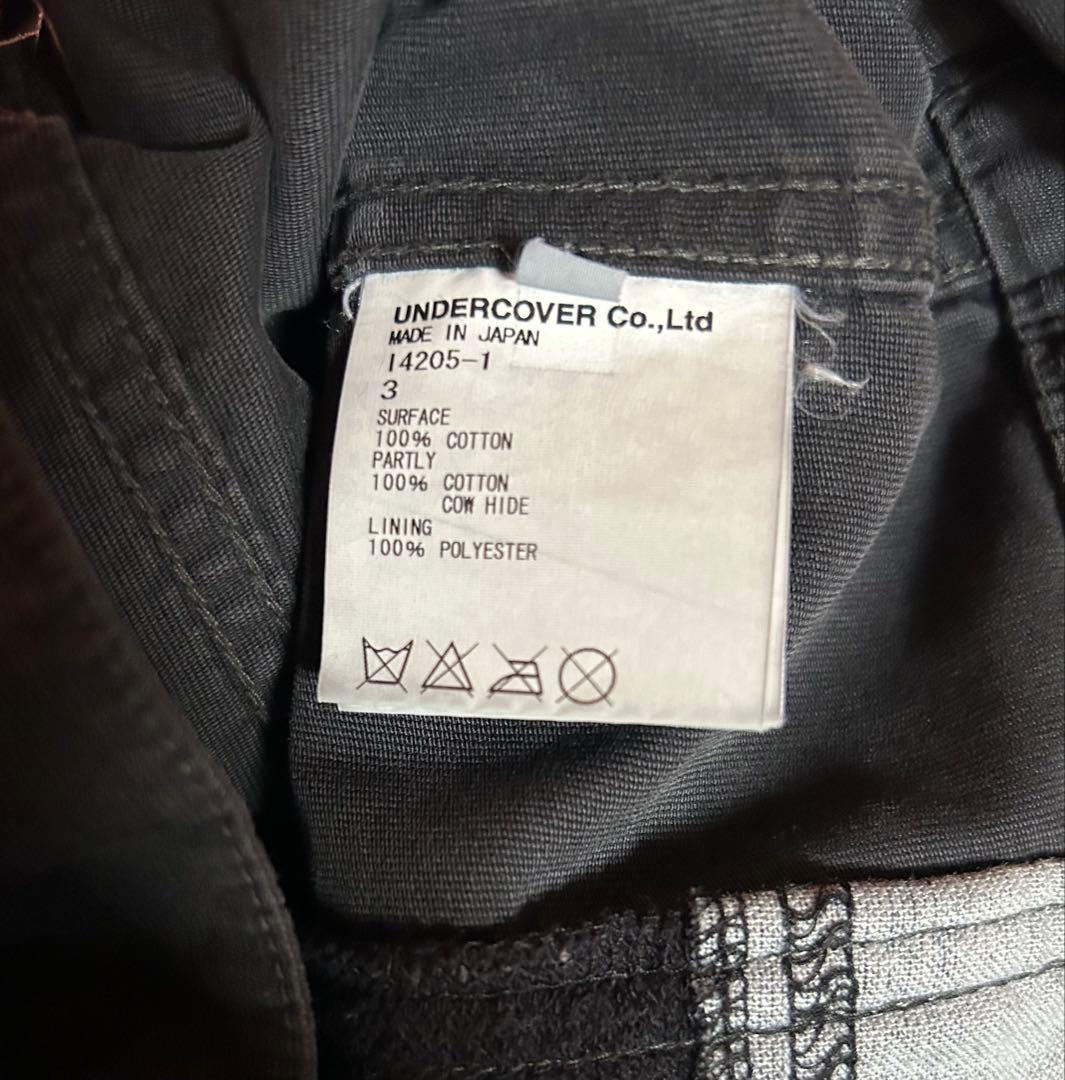 UNDERCOVER Co.,Ltd
MADE IN JAPAN
I4205-1
3
SURFACE
100% COTTON
PARTLY
100% COTTON
COW HIDE
LINING
100% POLYESTER